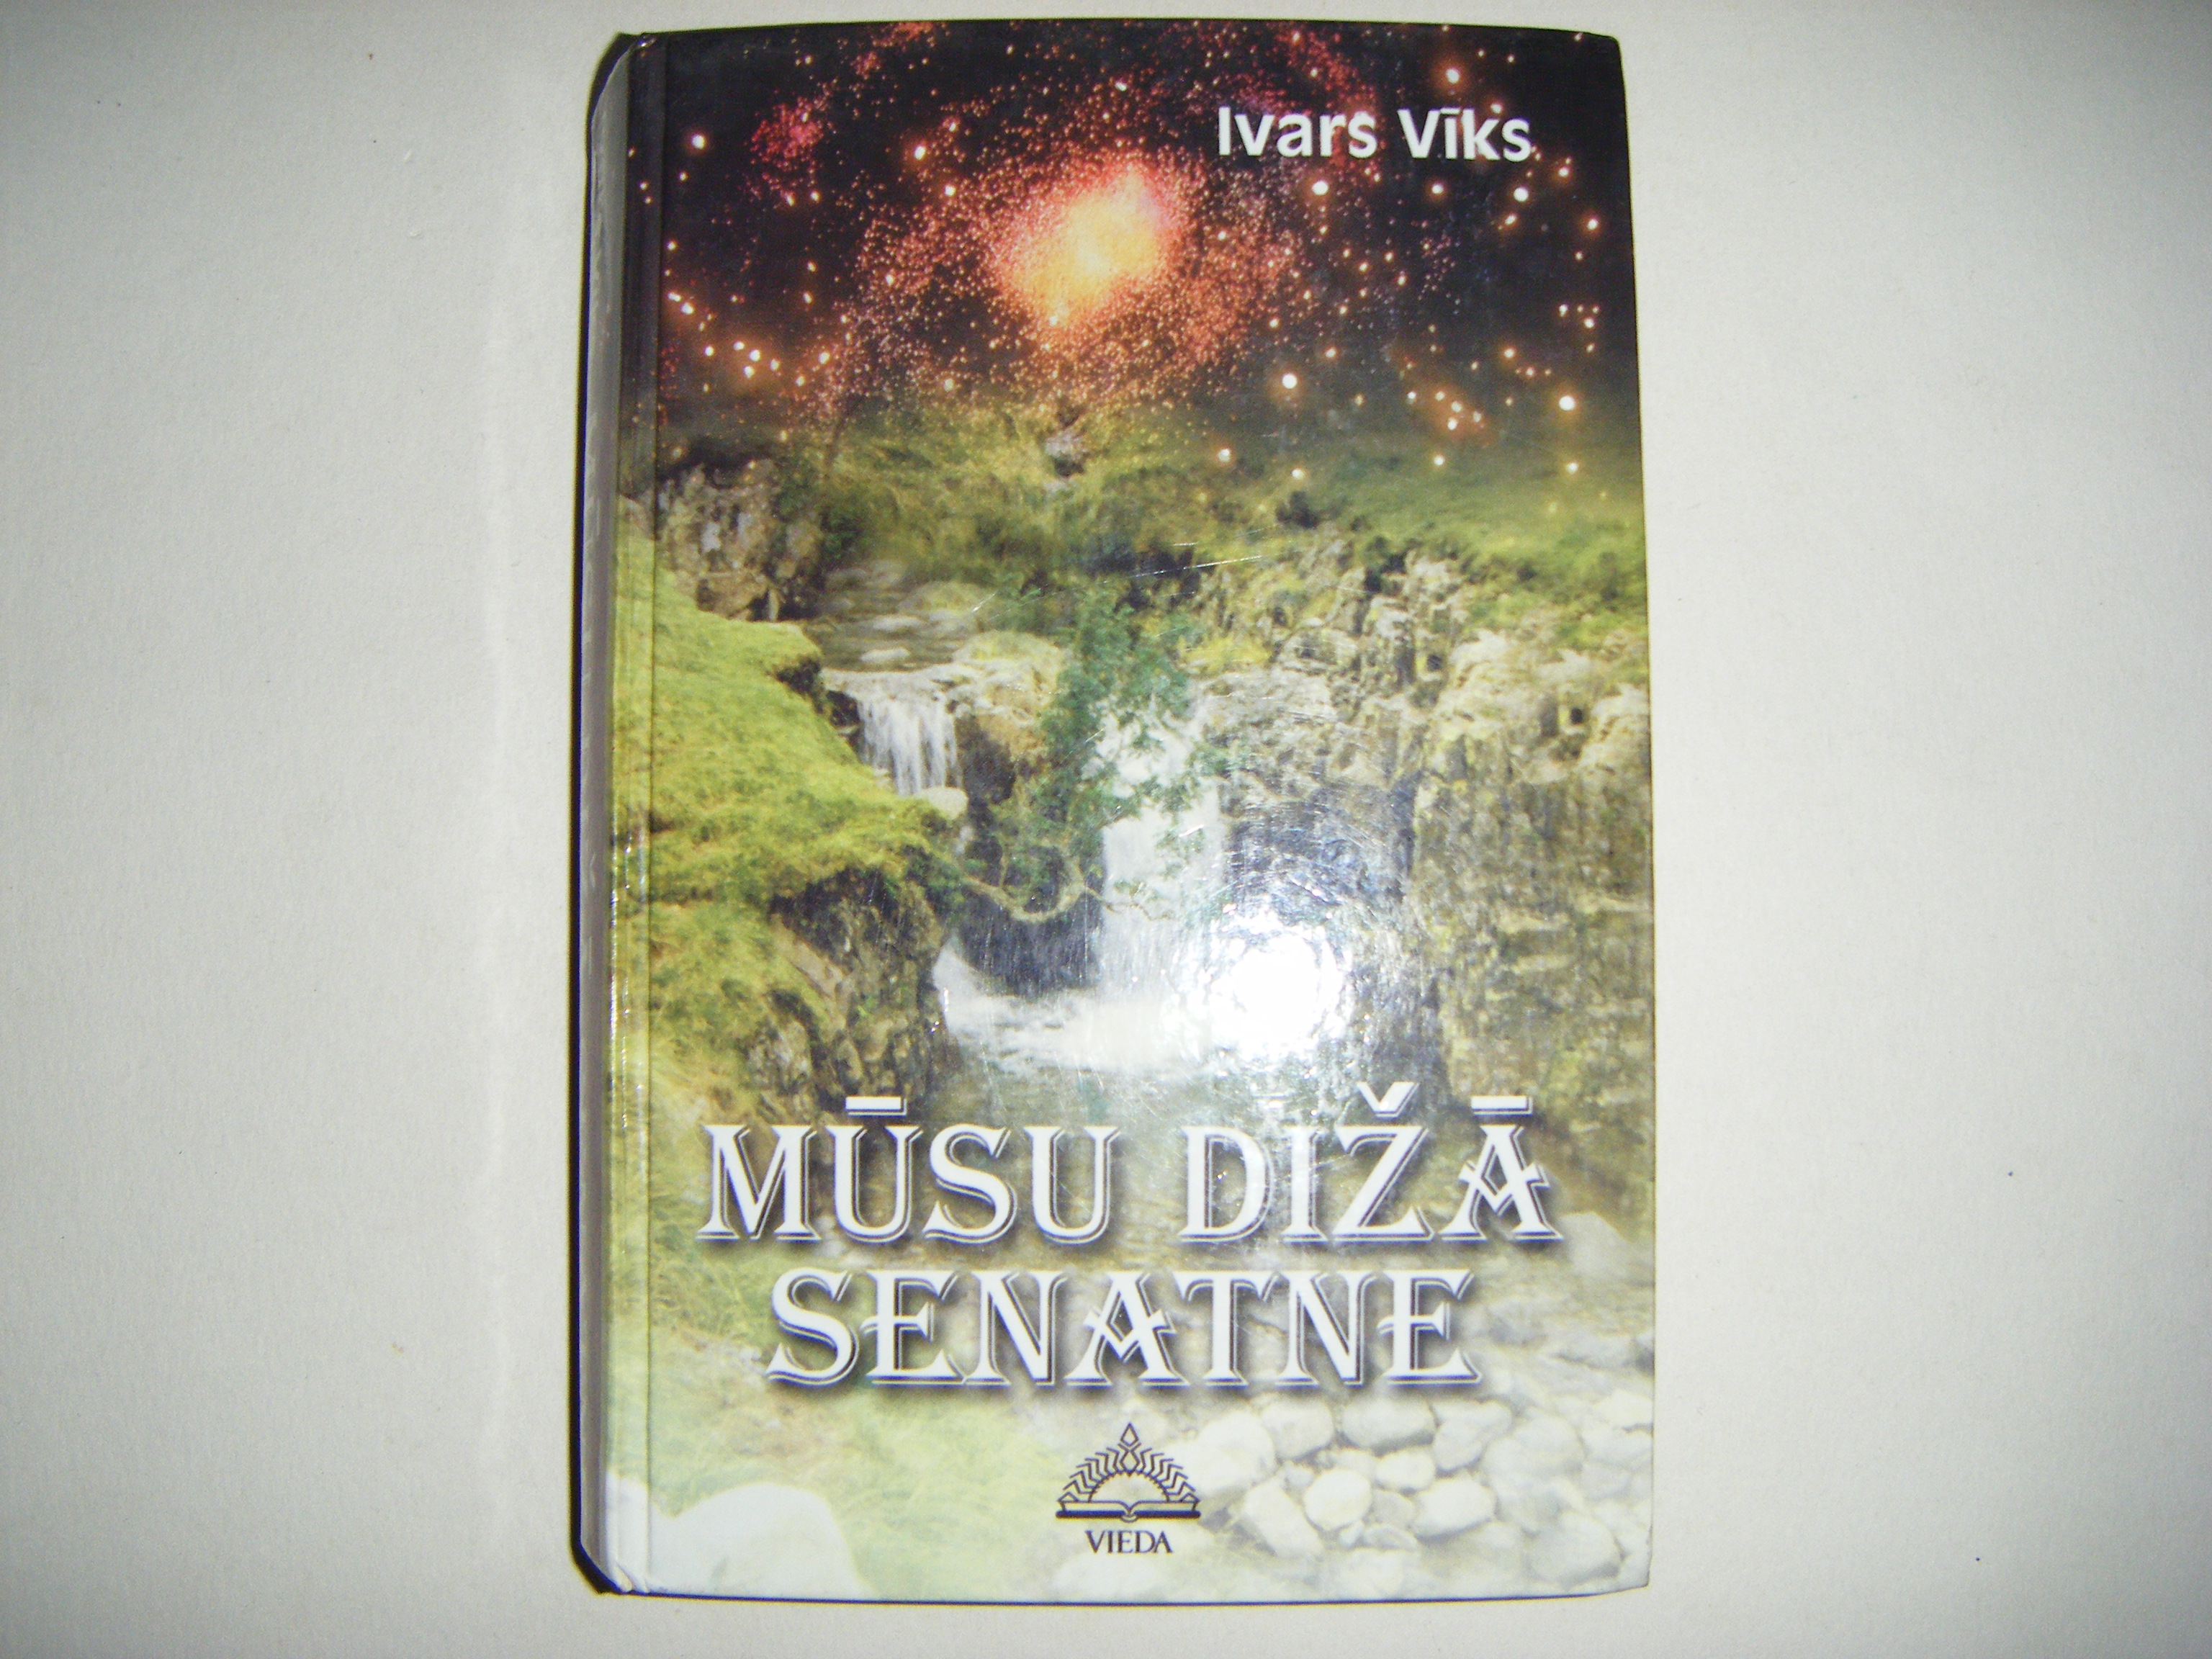 Ivars Vīks
MŪSU DIŽĀ
SENATNE
VIEDA